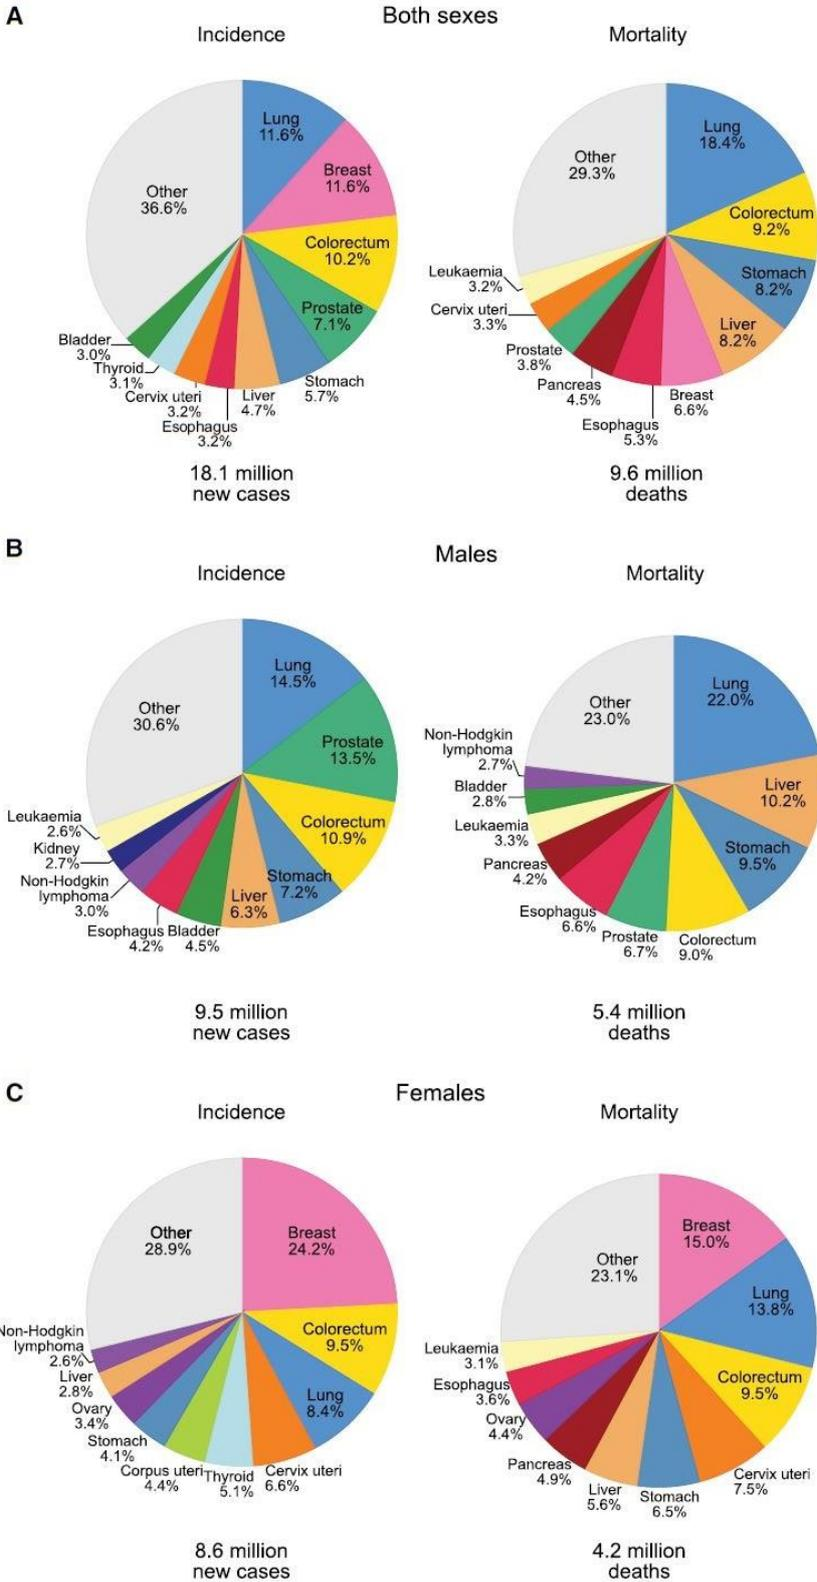 A
Both sexes
Incidence
Mortality
Lung
11.6%
Breast
11.6%
Colorectum
10.2%
Prostate
7.1%
Stomach
5.7%
Liver
4.7%
Esophagus
3.2%
Cervix uteri
3.2%
Thyroid
3.1%
Bladder
3.0%
Other
36.6%
18.1 million
new cases
Lung
18.4%
Colorectum
9.2%
Stomach
8.2%
Liver
8.2%
Breast
6.6%
Esophagus
5.3%
Pancreas
4.5%
Prostate
3.8%
Cervix uteri
3.3%
Leukaemia
3.2%
Other
29.3%
9.6 million
deaths
B
Males
Incidence
Mortality
Lung
14.5%
Prostate
13.5%
Colorectum
10.9%
Stomach
7.2%
Liver
6.3%
Bladder
4.5%
Esophagus
4.2%
Non-Hodgkin
lymphoma
3.0%
Kidney
2.7%
Leukaemia
2.6%
Other
30.6%
9.5 million
new cases
Lung
22.0%
Liver
10.2%
Stomach
9.5%
Colorectum
9.0%
Prostate
6.7%
Esophagus
6.6%
Pancreas
4.2%
Leukaemia
3.3%
Bladder
2.8%
Non-Hodgkin
lymphoma
2.7%
Other
23.0%
5.4 million
deaths
C
Females
Incidence
Mortality
Breast
24.2%
Colorectum
9.5%
Lung
8.4%
Cervix uteri
6.6%
Thyroid
5.1%
Corpus uteri
4.4%
Stomach
4.1%
Ovary
3.4%
Liver
2.8%
Non-Hodgkin
lymphoma
2.6%
Other
28.9%
8.6 million
new cases
Breast
15.0%
Lung
13.8%
Colorectum
9.5%
Cervix uteri
7.5%
Stomach
6.5%
Liver
5.6%
Pancreas
4.9%
Ovary
4.4%
Esophagus
3.6%
Leukaemia
3.1%
Other
23.1%
4.2 million
deaths